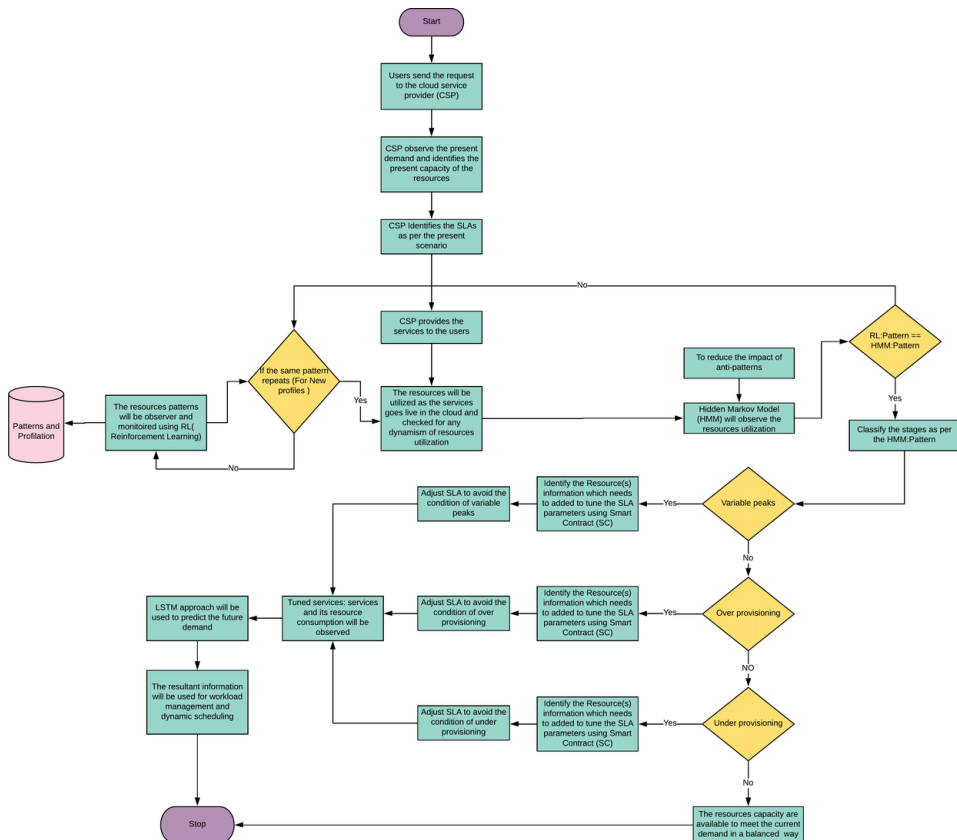 Start
Users send the request
to the cloud service
provider (CSP)
CSP observe the present
demand and identifies the
present capacity of the
resources
CSP Identifies the SLAs
as per the present
scenario
No
CSP provides the
services to the users
RL:Pattern ==
HMM:Pattern
If the same pattern
repeats (For New
profiles )
Yes
To reduce the impact of
anti-patterns
Yes
Patterns and
Profilation
The resources patterns
will be observer and
monitoired using RL(
Reinforcement Learning)
The resources will be
utilized as the services
goes live in the cloud and
checked for any
dynamism of resources
utilization
Hidden Markov Model
(HMM) will observe the
resources utilization
Classify the stages as per
the HMM:Pattern
No
Adjust SLA to avoid the
condition of variable
peaks
Identify the Resource(s)
information which needs
to added to tune the SLA
parameters using Smart
Contract (SC)
Yes
Variable peaks
No
LSTM approach will be
used to predict the future
demand
Tuned services: services
and its resource
consumption will be
observed
Adjust SLA to avoid the
condition of over
provisioning
Identify the Resource(s)
information which needs
to added to tune the SLA
parameters using Smart
Contract (SC)
Yes
Over provisioning
NO
The resultant information
will be used for workload
management and
dynamic scheduling
Adjust SLA to avoid the
condition of under
provisioning
Identify the Resource(s)
information which needs
to added to tune the SLA
parameters using Smart
Contract (SC)
Yes
Under provisioning
No
Stop
The resources capacity are
available to meet the current
demand in a balanced way